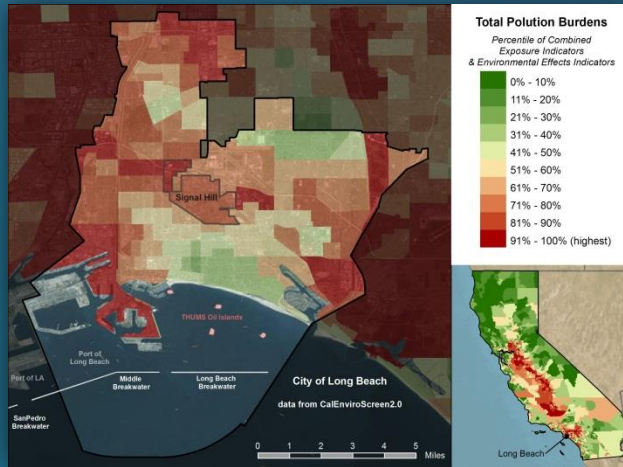 Signal Hill
THUMS Oil Islands
Port of
Long Beach
Port of LA
Middle
Breakwater
Long Beach
Breakwater
SanPedro
Breakwater
City of Long Beach
data from CalEnviroScreen2.0
0 1 2 3 4 5
Miles
Total Polution Burdens
Percentile of Combined
Exposure Indicators
& Environmental Effects Indicators
0% - 10%
11% - 20%
21% - 30%
31% - 40%
41% - 50%
51% - 60%
61% - 70%
71% - 80%
81% - 90%
91% - 100% (highest)
Long Beach